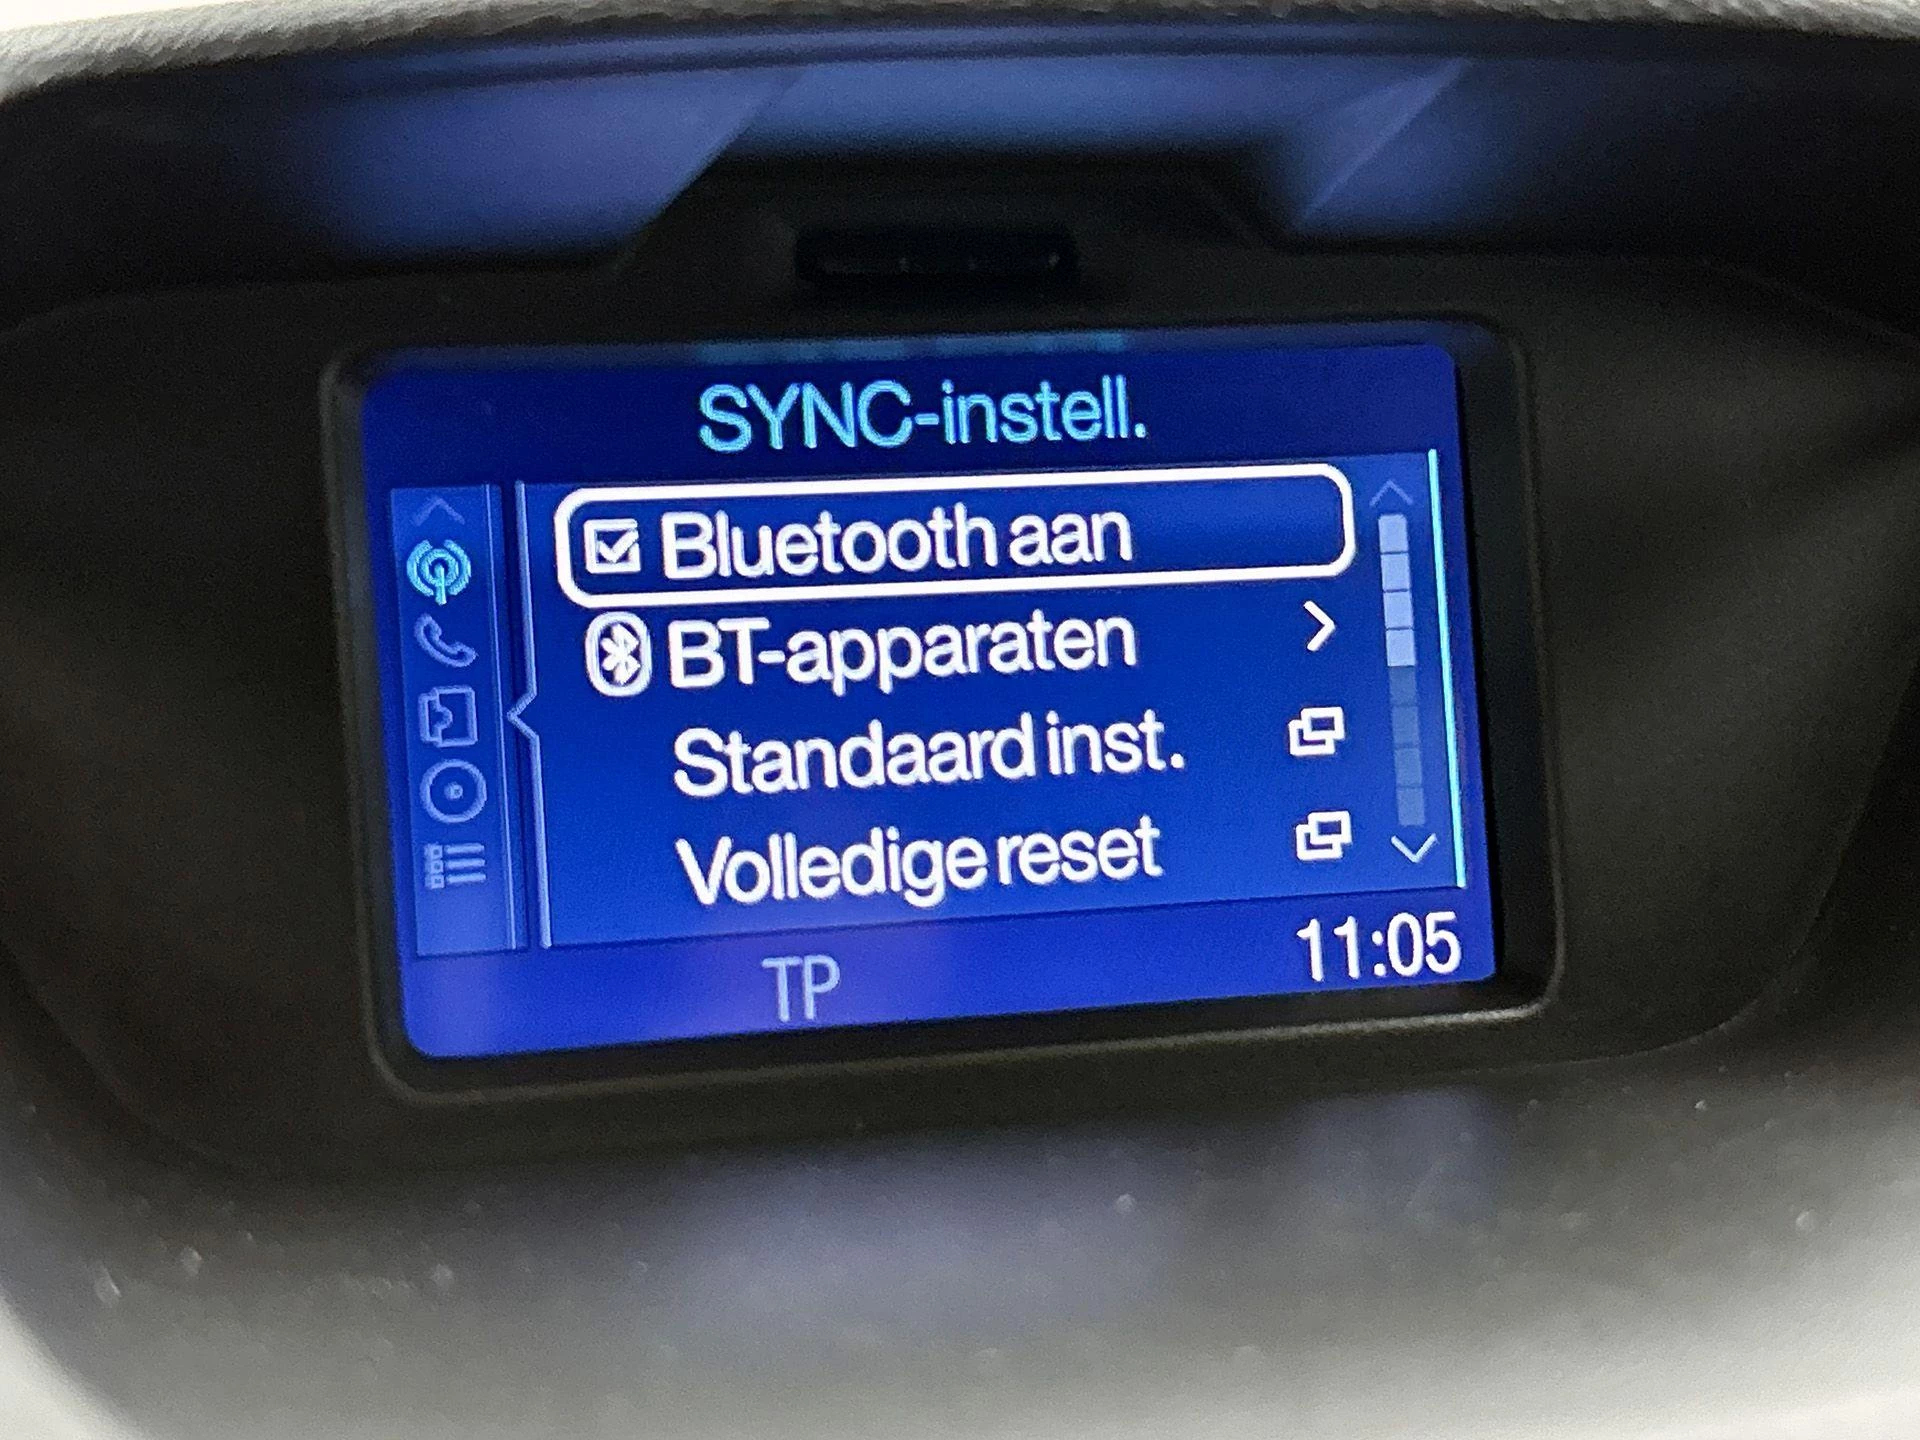 SYNC-instell.
Bluetooth aan
BT-apparaten
Standaard inst.
Volledige reset
TP
11:05